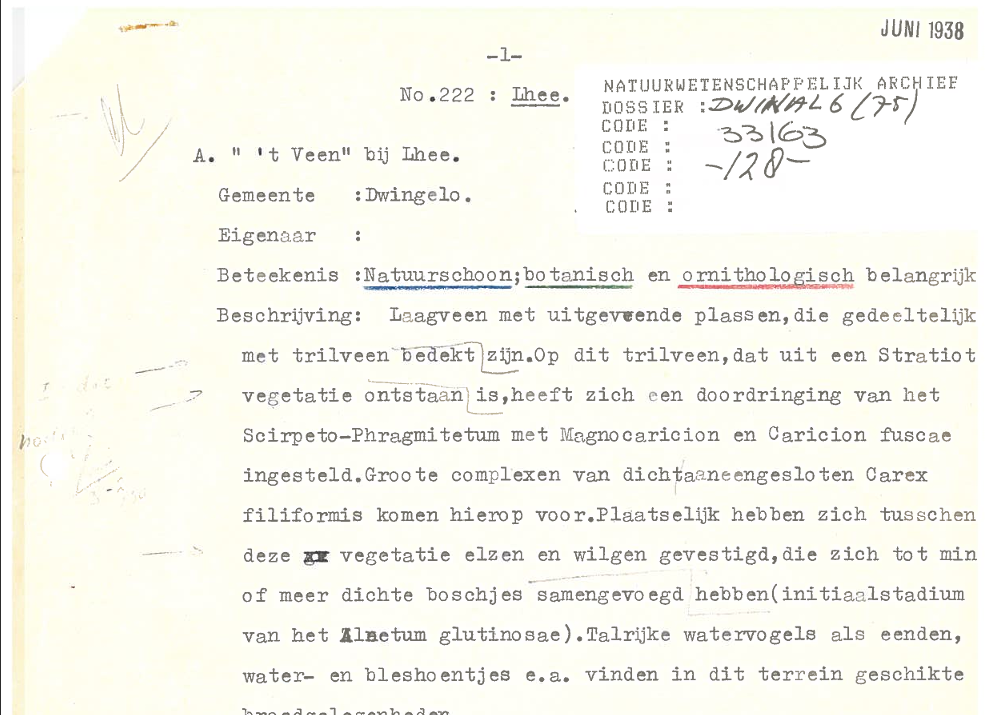 JUNI 1938
-1-
No.222 : Lhee.
NATUURWETENSCHAPPELIJK ARCHIEF
DOSSIER : DWINAL 6 (75)
CODE : 33163
CODE :
CODE : -128-
CODE :
CODE :
A. " 't Veen" bij Lhee.
Gemeente :Dwingelo.
Eigenaar :
Beteekenis :Natuurschoon;botanisch en ornithologisch belangrijk
Beschrijving: Laagveen met uitgeveende plassen,die gedeeltelijk
met trilveen bedekt zijn.Op dit trilveen,dat uit een Stratiot
vegetatie ontstaan is,heeft zich een doordringing van het
Scirpeto-Phragmitetum met Magnocaricion en Caricion fuscae
ingesteld.Groote complexen van dichtaaneengesloten Carex
filiformis komen hierop voor.Plaatselijk hebben zich tusschen
deze vegetatie elzen en wilgen gevestigd,die zich tot min
of meer dichte boschjes samengevoegd hebben(initiaalstadium
van het Alnetum glutinosae).Talrijke watervogels als eenden,
water- en bleshoentjes e.a. vinden in dit terrein geschikte
broedgelegenheden.